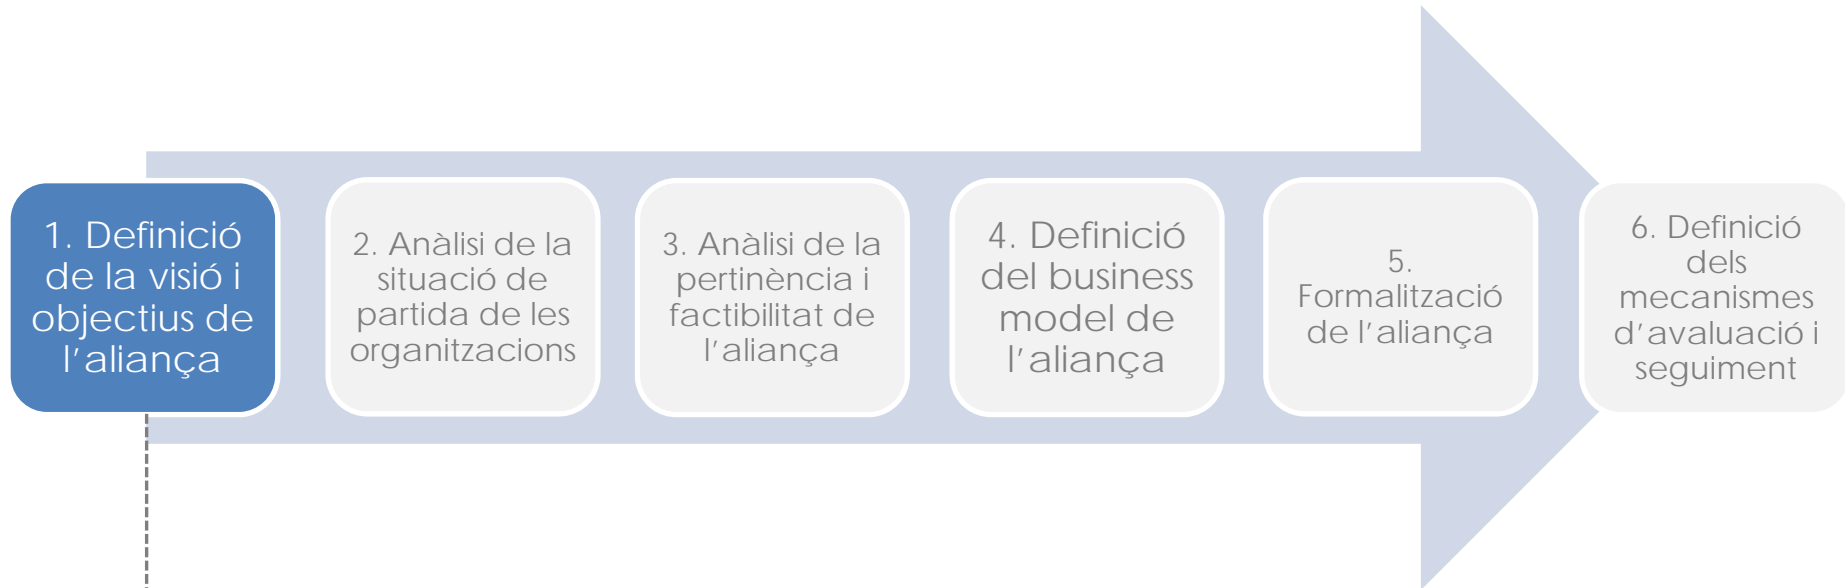 1. Definició
de la visió i
objectius de
l’aliança
2. Anàlisi de la
situació de
partida de les
organitzacions
3. Anàlisi de la
pertinència i
factibilitat de
l’aliança
4. Definició
del business
model de
l’aliança
5.
Formalització
de l’aliança
6. Definició
dels
mecanismes
d’avaluació i
seguiment